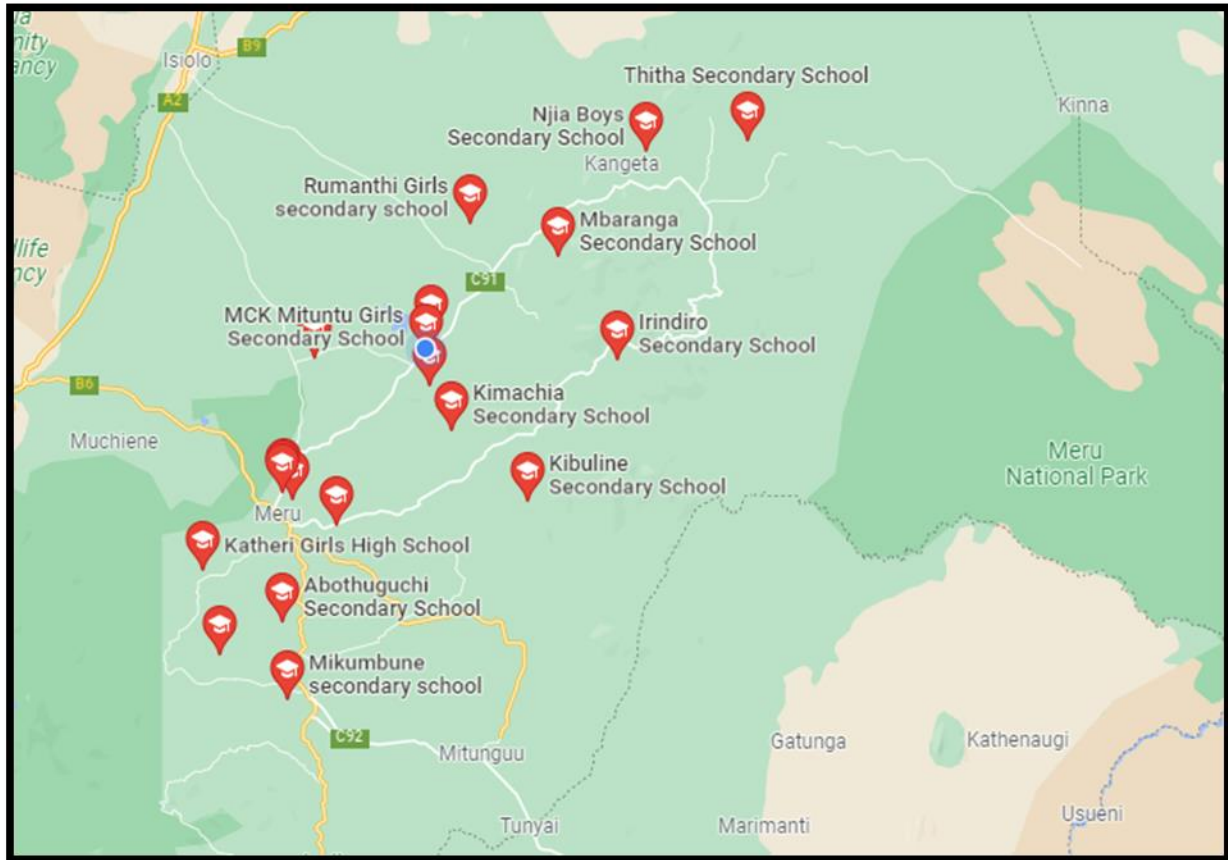 B9
nity
ancy
Isiolo
A2
Thitha Secondary School
Njia Boys
Secondary School
Kangeta
Kinna
Rumanthi Girls
secondary school
Mbaranga
Secondary School
C91
MCK Mituntu Girls
Secondary School
Irindiro
Secondary School
B6
Kimachia
Secondary School
Muchiene
Kibuline
Secondary School
Meru
National Park
Meru
Katheri Girls High School
Abothuguchi
Secondary School
Mikumbune
secondary school
C92
Mitunguu
Gatunga
Kathenaugi
Tunyai
Marimanti
Usueni